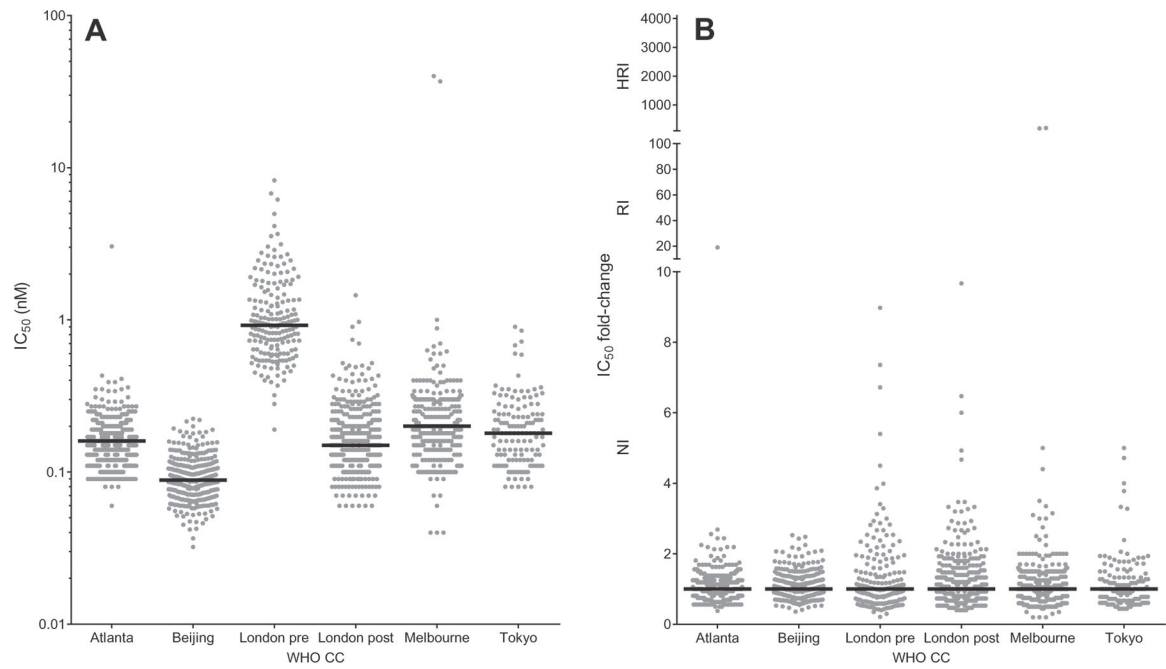 A
100
10
1
0.1
0.01
IC50 (nM)
Atlanta
Beijing
London pre
London post
Melbourne
Tokyo
WHO CC
B
4000
3000
2000
1000
100
80
60
40
20
10
8
6
4
2
0
HRI
RI
NI
IC50 fold-change
Atlanta
Beijing
London pre
London post
Melbourne
Tokyo
WHO CC